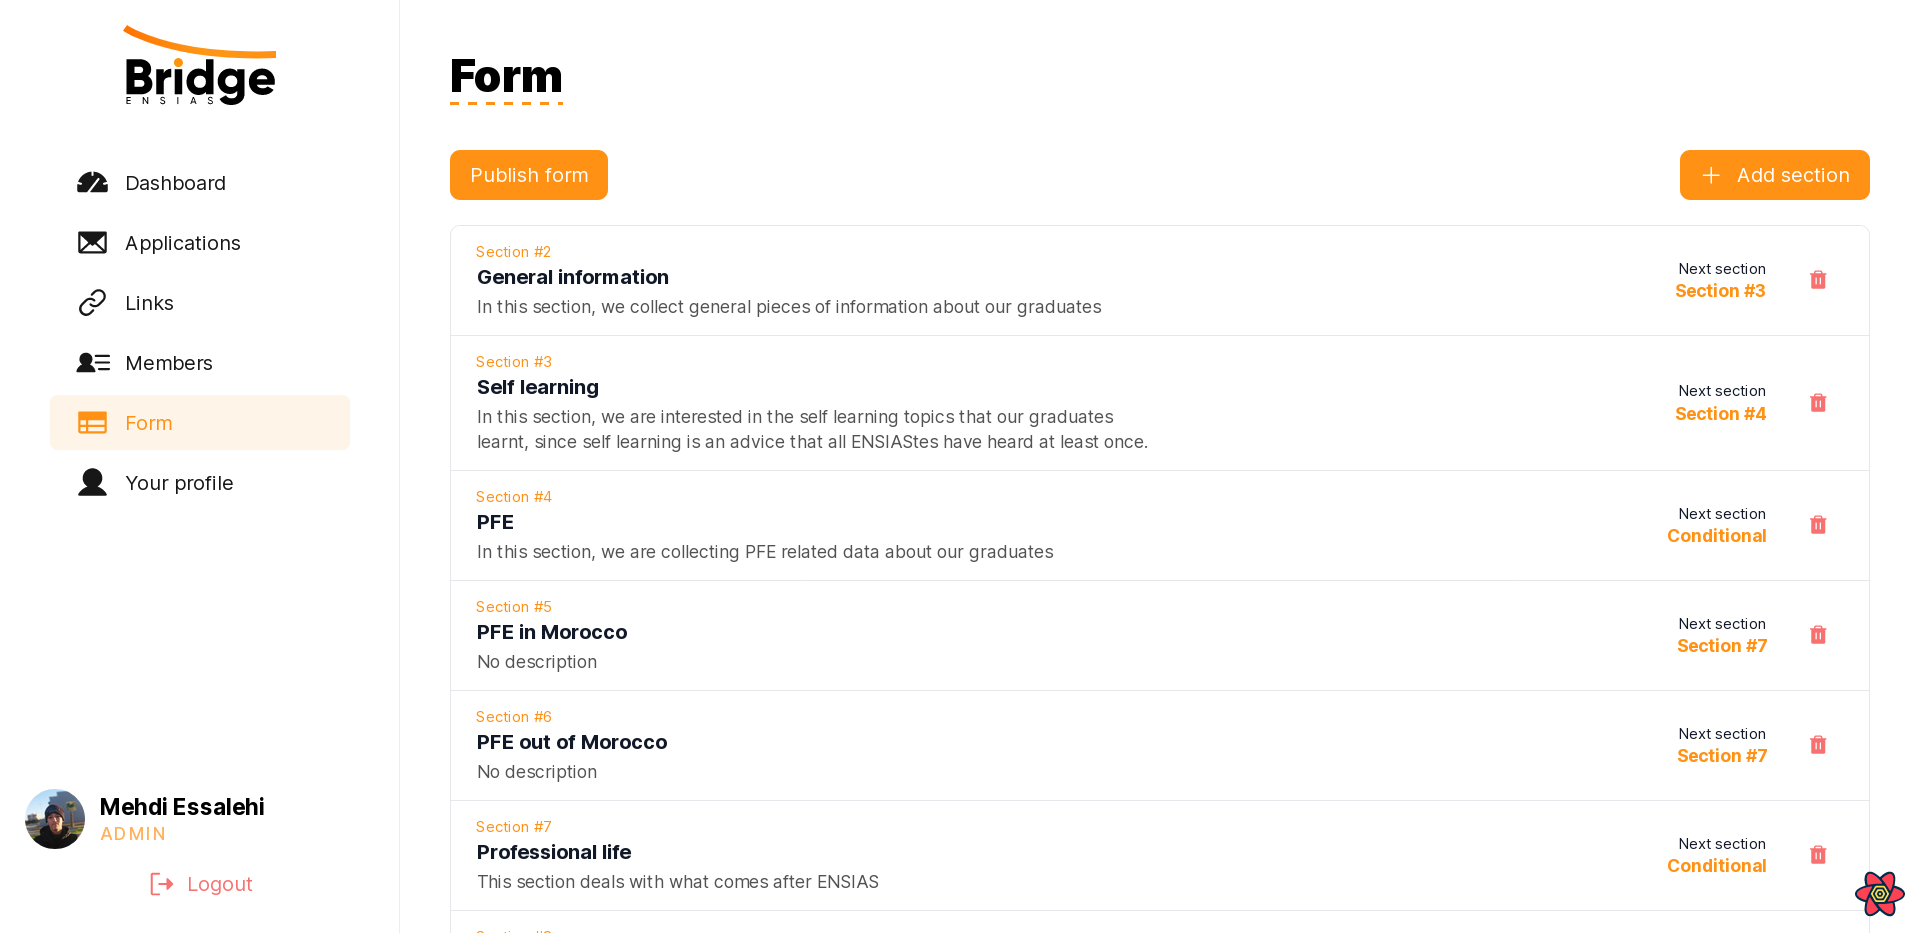 Bridge
ENSIAS
Dashboard
Applications
Links
Members
Form
Your profile
Mehdi Essalehi
ADMIN
Logout
Form
Publish form
Add section
Section #2
General information
In this section, we collect general pieces of information about our graduates
Next section
Section #3
Section #3
Self learning
In this section, we are interested in the self learning topics that our graduates
learnt, since self learning is an advice that all ENSIAStes have heard at least once.
Next section
Section #4
Section #4
PFE
In this section, we are collecting PFE related data about our graduates
Next section
Conditional
Section #5
PFE in Morocco
No description
Next section
Section #7
Section #6
PFE out of Morocco
No description
Next section
Section #7
Section #7
Professional life
This section deals with what comes after ENSIAS
Next section
Conditional